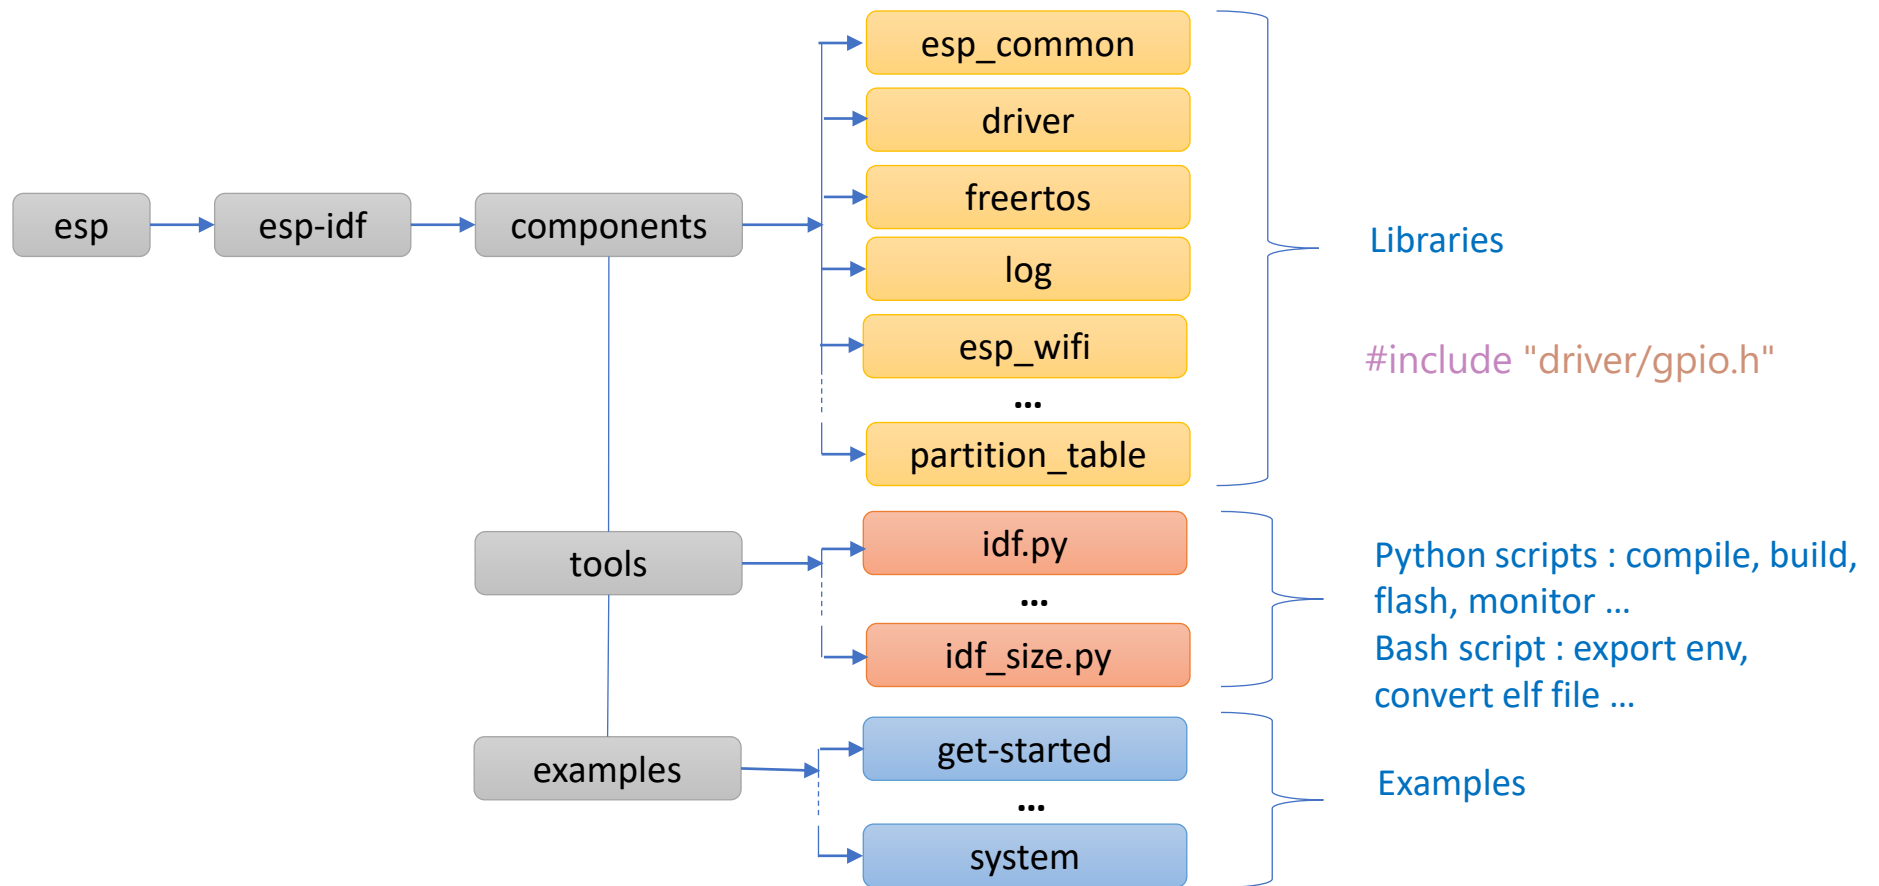 esp
esp-idf
components
esp_common
driver
freertos
log
esp_wifi
...
partition_table
Libraries
#include "driver/gpio.h"
tools
idf.py
...
idf_size.py
Python scripts : compile, build,
flash, monitor ...
Bash script : export env,
convert elf file ...
examples
get-started
...
system
Examples